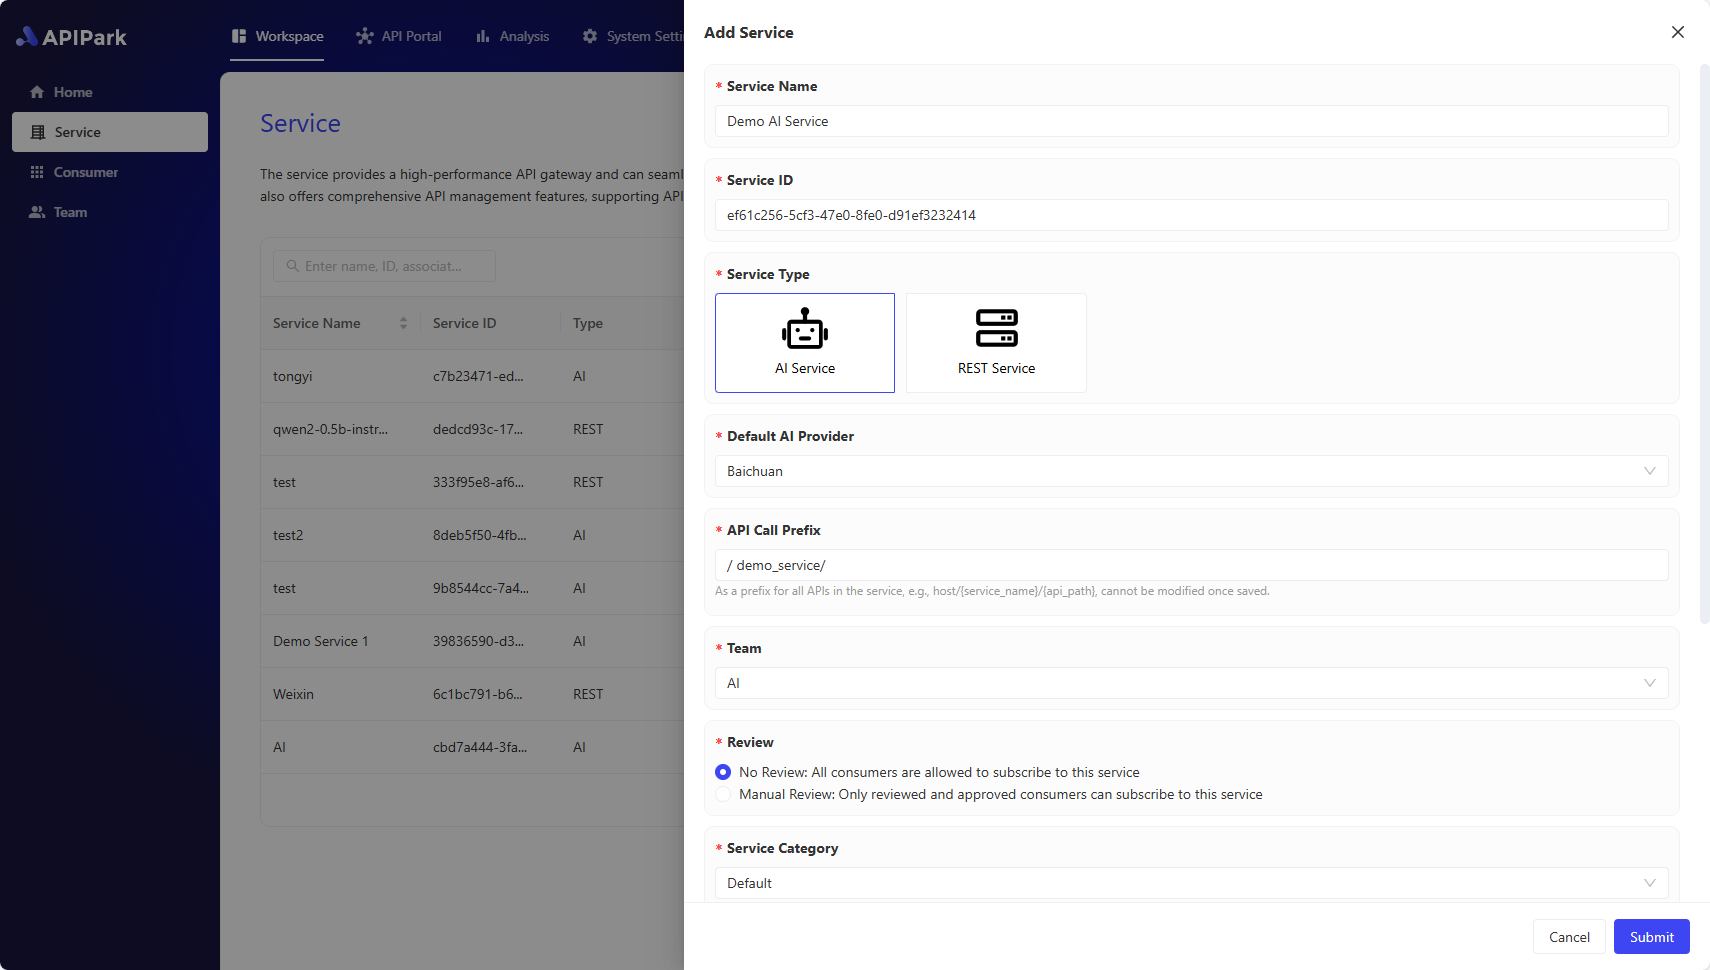 APIPark
Workspace
API Portal
Analysis
System Setti
Home
Service
Consumer
Team
Service
The service provides a high-performance API gateway and can seaml
also offers comprehensive API management features, supporting API
Enter name, ID, associat...
Service Name Service ID Type
tongyi c7b23471-ed... AI
qwen2-0.5b-instr... dedcd93c-17... REST
test 333f95e8-af6... REST
test2 8deb5f50-4fb... AI
test 9b8544cc-7a4... AI
Demo Service 1 39836590-d3... AI
Weixin 6c1bc791-b6... REST
AI cbd7a444-3fa... AI
Add Service
* Service Name
Demo AI Service
* Service ID
ef61c256-5cf3-47e0-8fe0-d91ef3232414
* Service Type
AI Service
REST Service
* Default AI Provider
Baichuan
* API Call Prefix
/ demo_service/
As a prefix for all APIs in the service, e.g., host/{service_name}/{api_path}, cannot be modified once saved.
* Team
AI
* Review
No Review: All consumers are allowed to subscribe to this service
Manual Review: Only reviewed and approved consumers can subscribe to this service
* Service Category
Default
Cancel
Submit